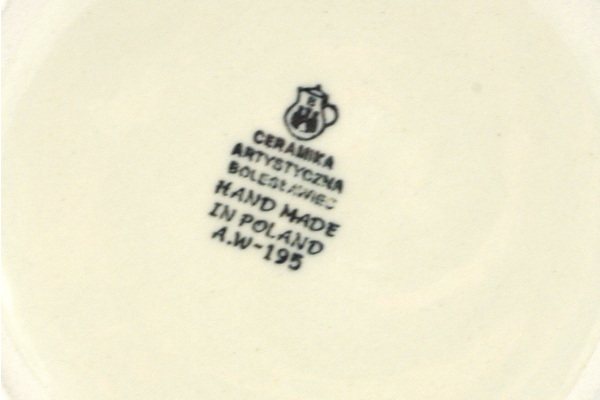 B
CERAMIKA
ARTYSTYCZNA
BOLESŁAWIEC
HAND MADE
IN POLAND
A.W-195